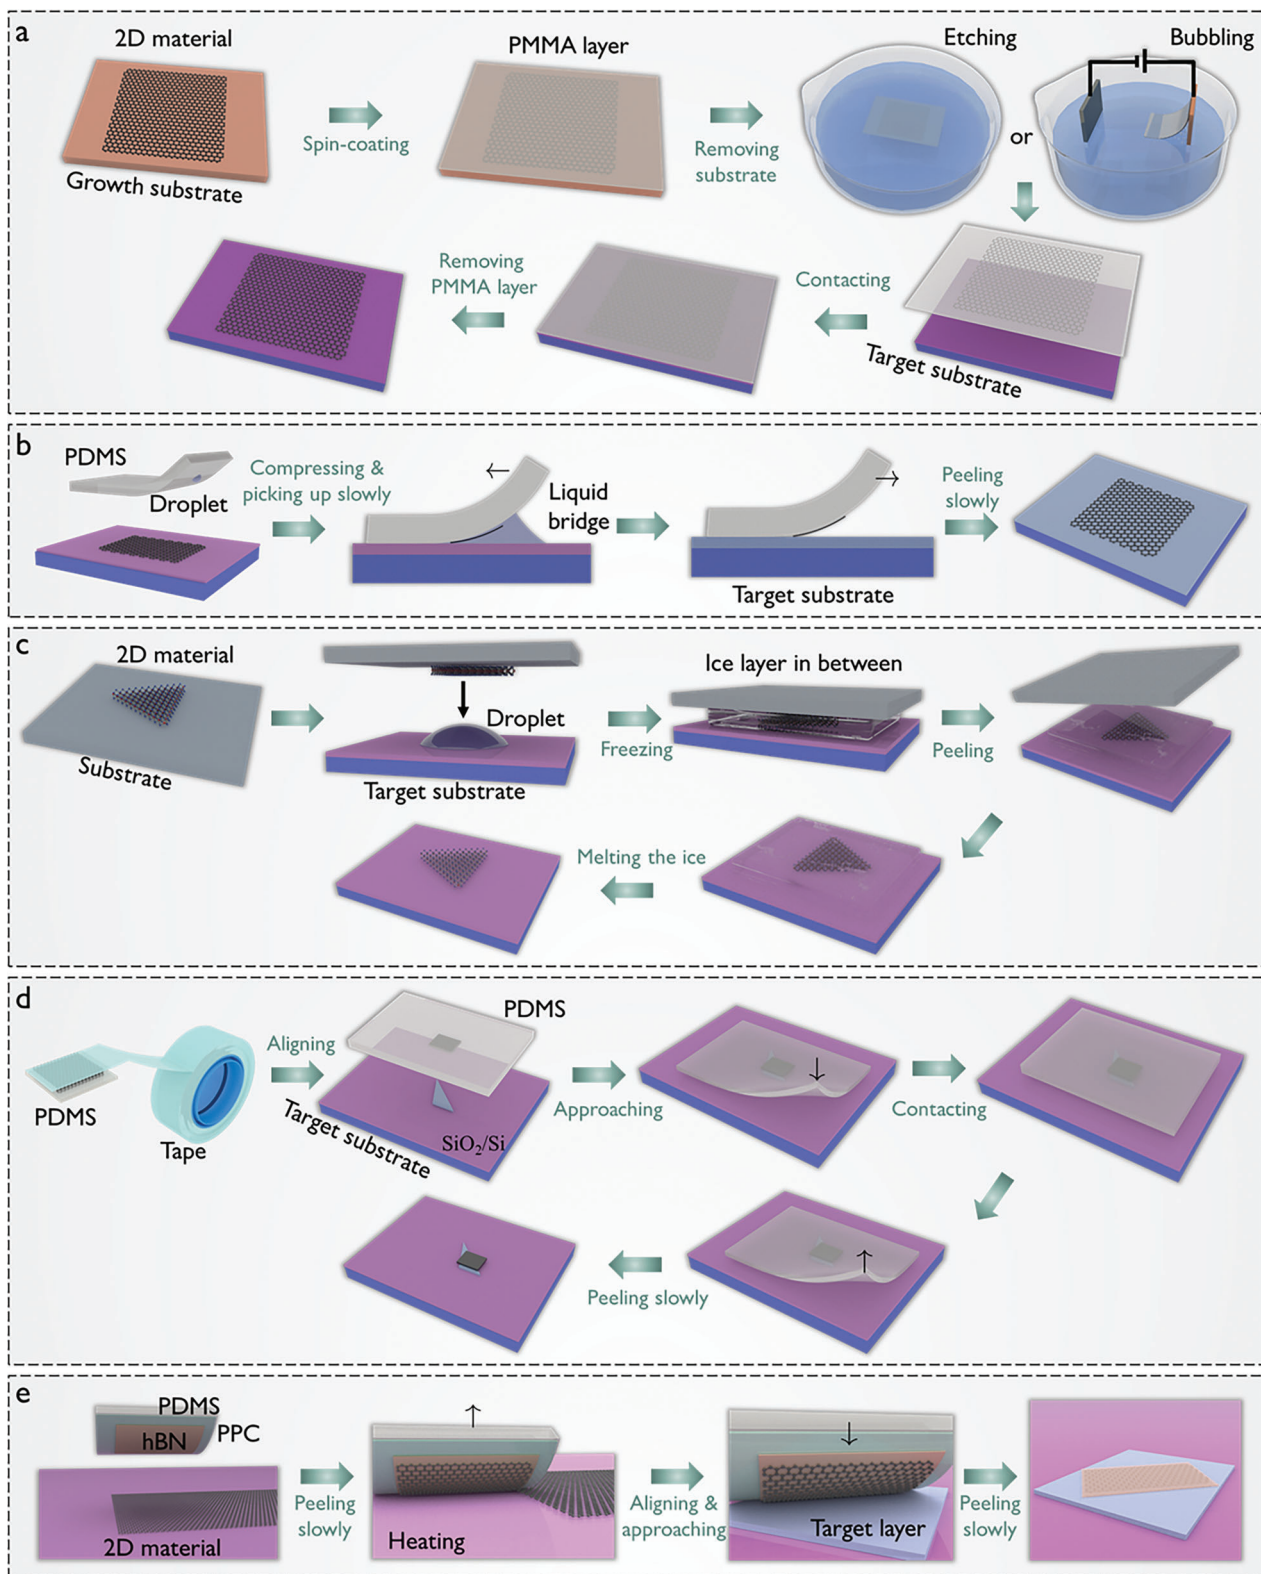 a
2D material
Growth substrate
Spin-coating
PMMA layer
Removing
substrate
Etching
or
Bubbling
Target substrate
Contacting
Removing
PMMA layer
b
PDMS
Droplet
Compressing &
picking up slowly
Liquid
bridge
Target substrate
Peeling
slowly
c
2D material
Substrate
Droplet
Target substrate
Freezing
Ice layer in between
Peeling
Melting the ice
d
PDMS
Tape
Aligning
PDMS
Target substrate
SiO₂/Si
Approaching
Contacting
Peeling slowly
e
PDMS
hBN
PPC
2D material
Peeling
slowly
Heating
Aligning &
approaching
Target layer
Peeling
slowly